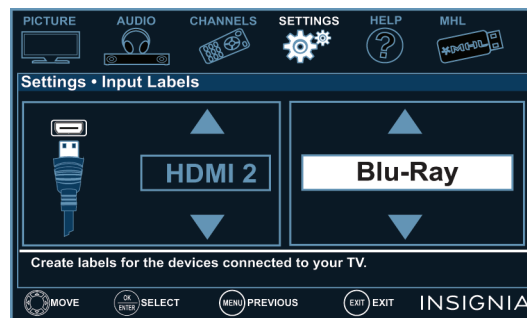 PICTURE AUDIO CHANNELS SETTINGS HELP MHL
MHL
Settings • Input Labels
HDMI 2 Blu-Ray
Create labels for the devices connected to your TV.
MOVE OK ENTER SELECT MENU PREVIOUS EXIT EXIT INSIGNIA